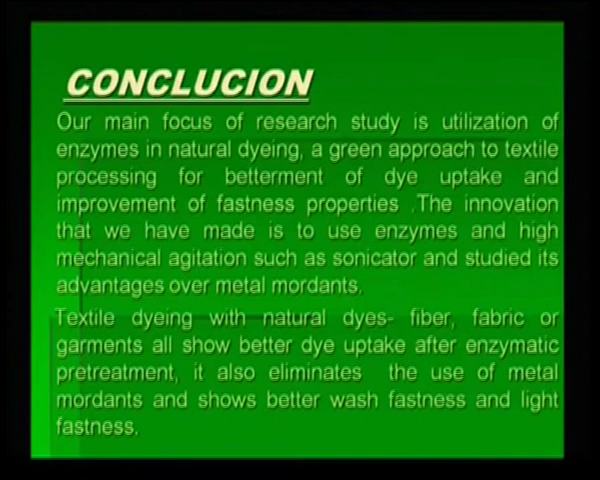 CONCLUCION
Our main focus of research study is utilization of
enzymes in natural dyeing, a green approach to textile
processing for betterment of dye uptake and
improvement of fastness properties .The innovation
that we have made is to use enzymes and high
mechanical agitation such as sonicator and studied its
advantages over metal mordants.
Textile dyeing with natural dyes- fiber, fabric or
garments all show better dye uptake after enzymatic
pretreatment, it also eliminates the use of metal
mordants and shows better wash fastness and light
fastness.